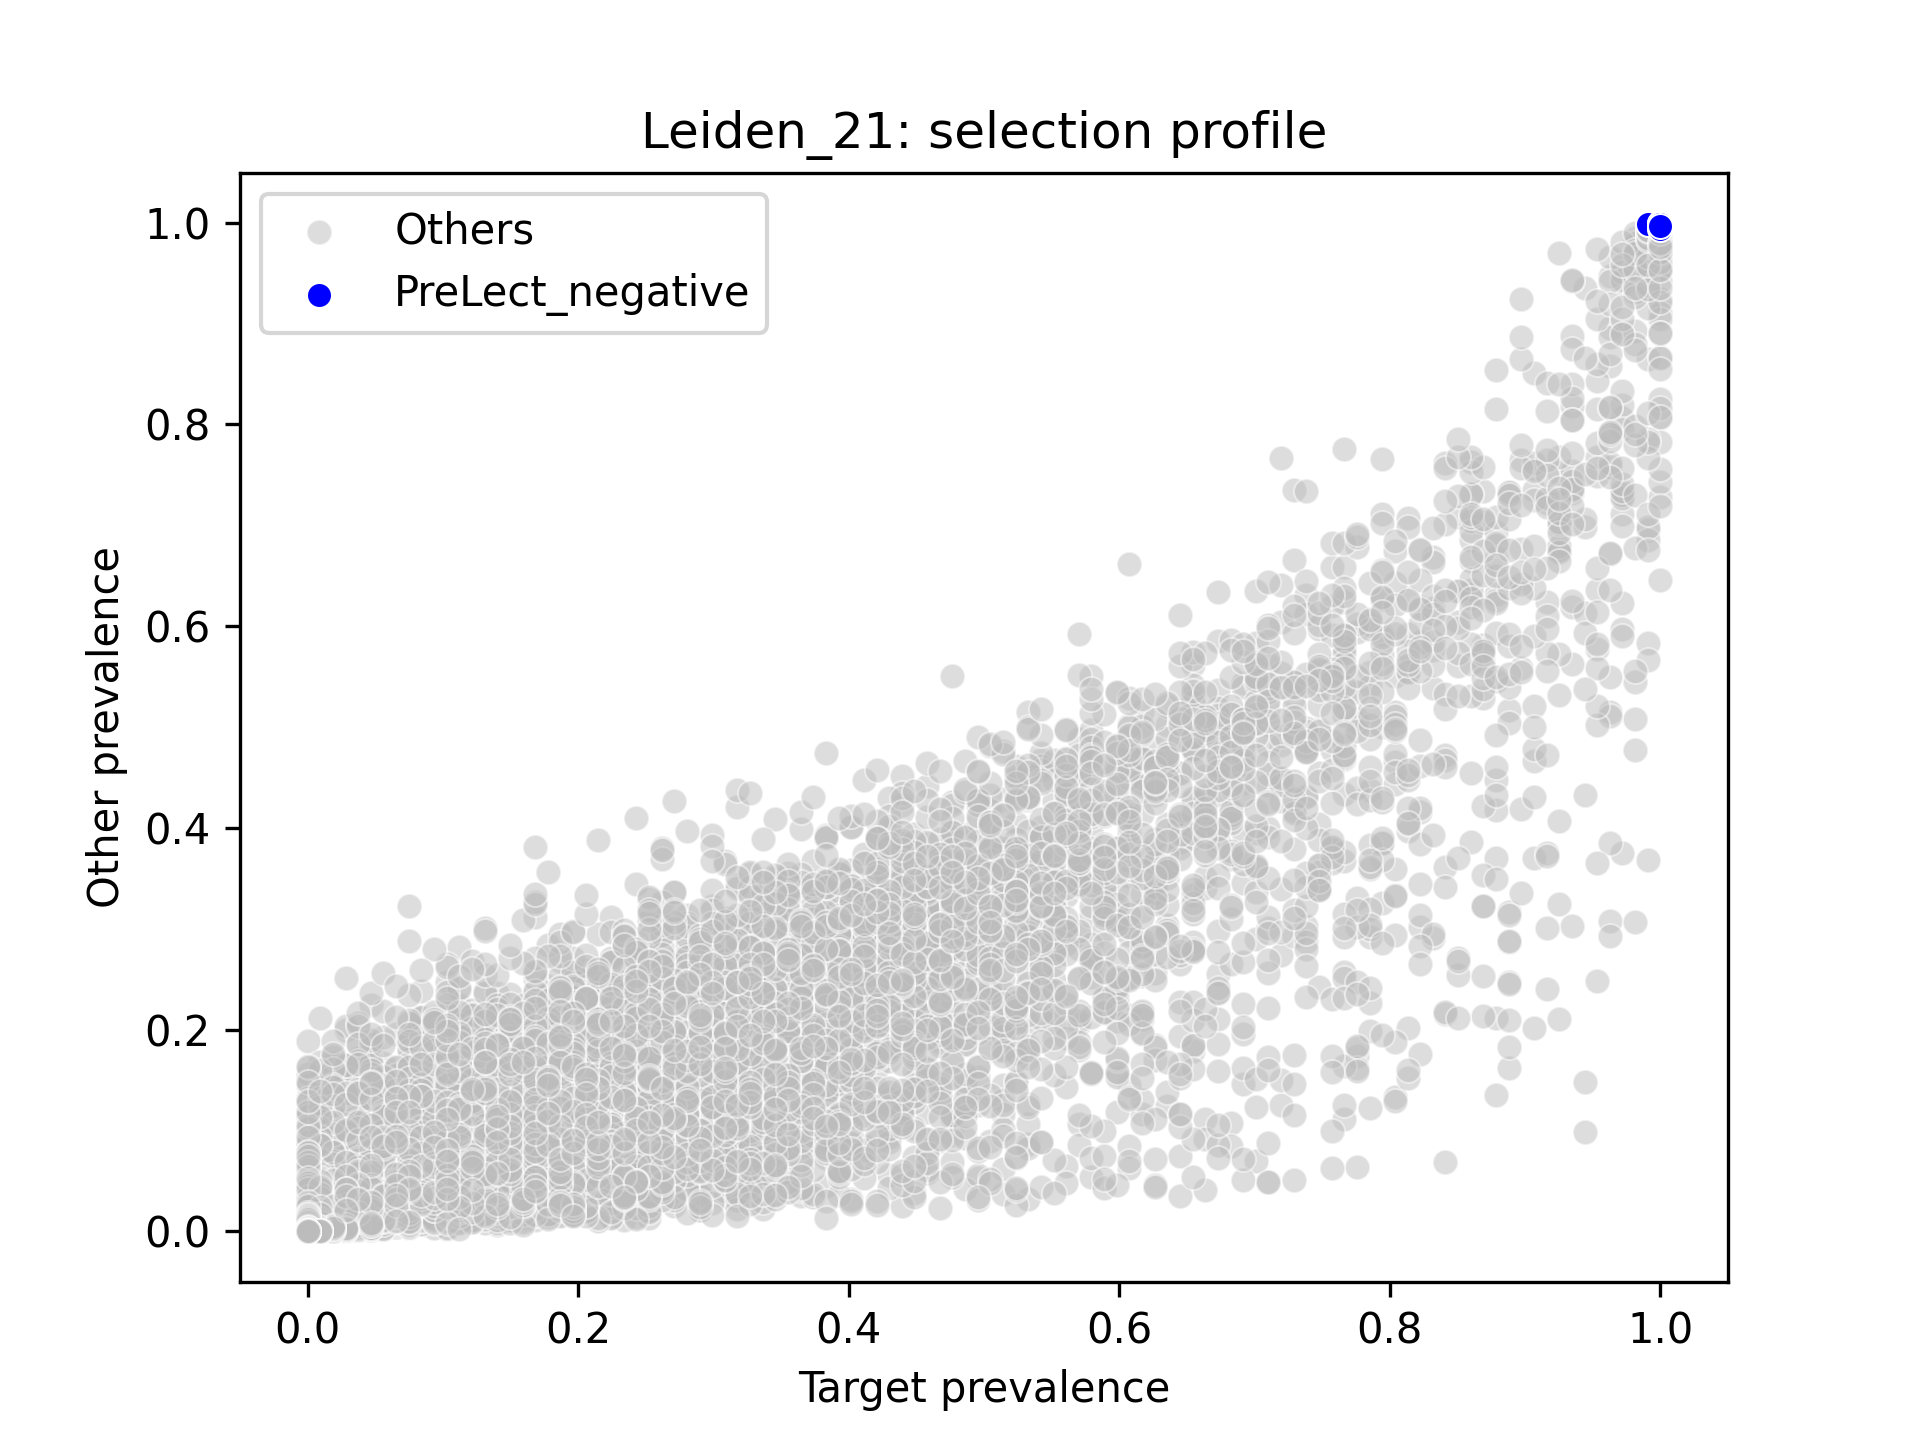 Leiden_21: selection profile
Others
PreLect_negative
1.0
0.8
0.6
0.4
0.2
0.0
Other prevalence
0.0 0.2 0.4 0.6 0.8 1.0
Target prevalence